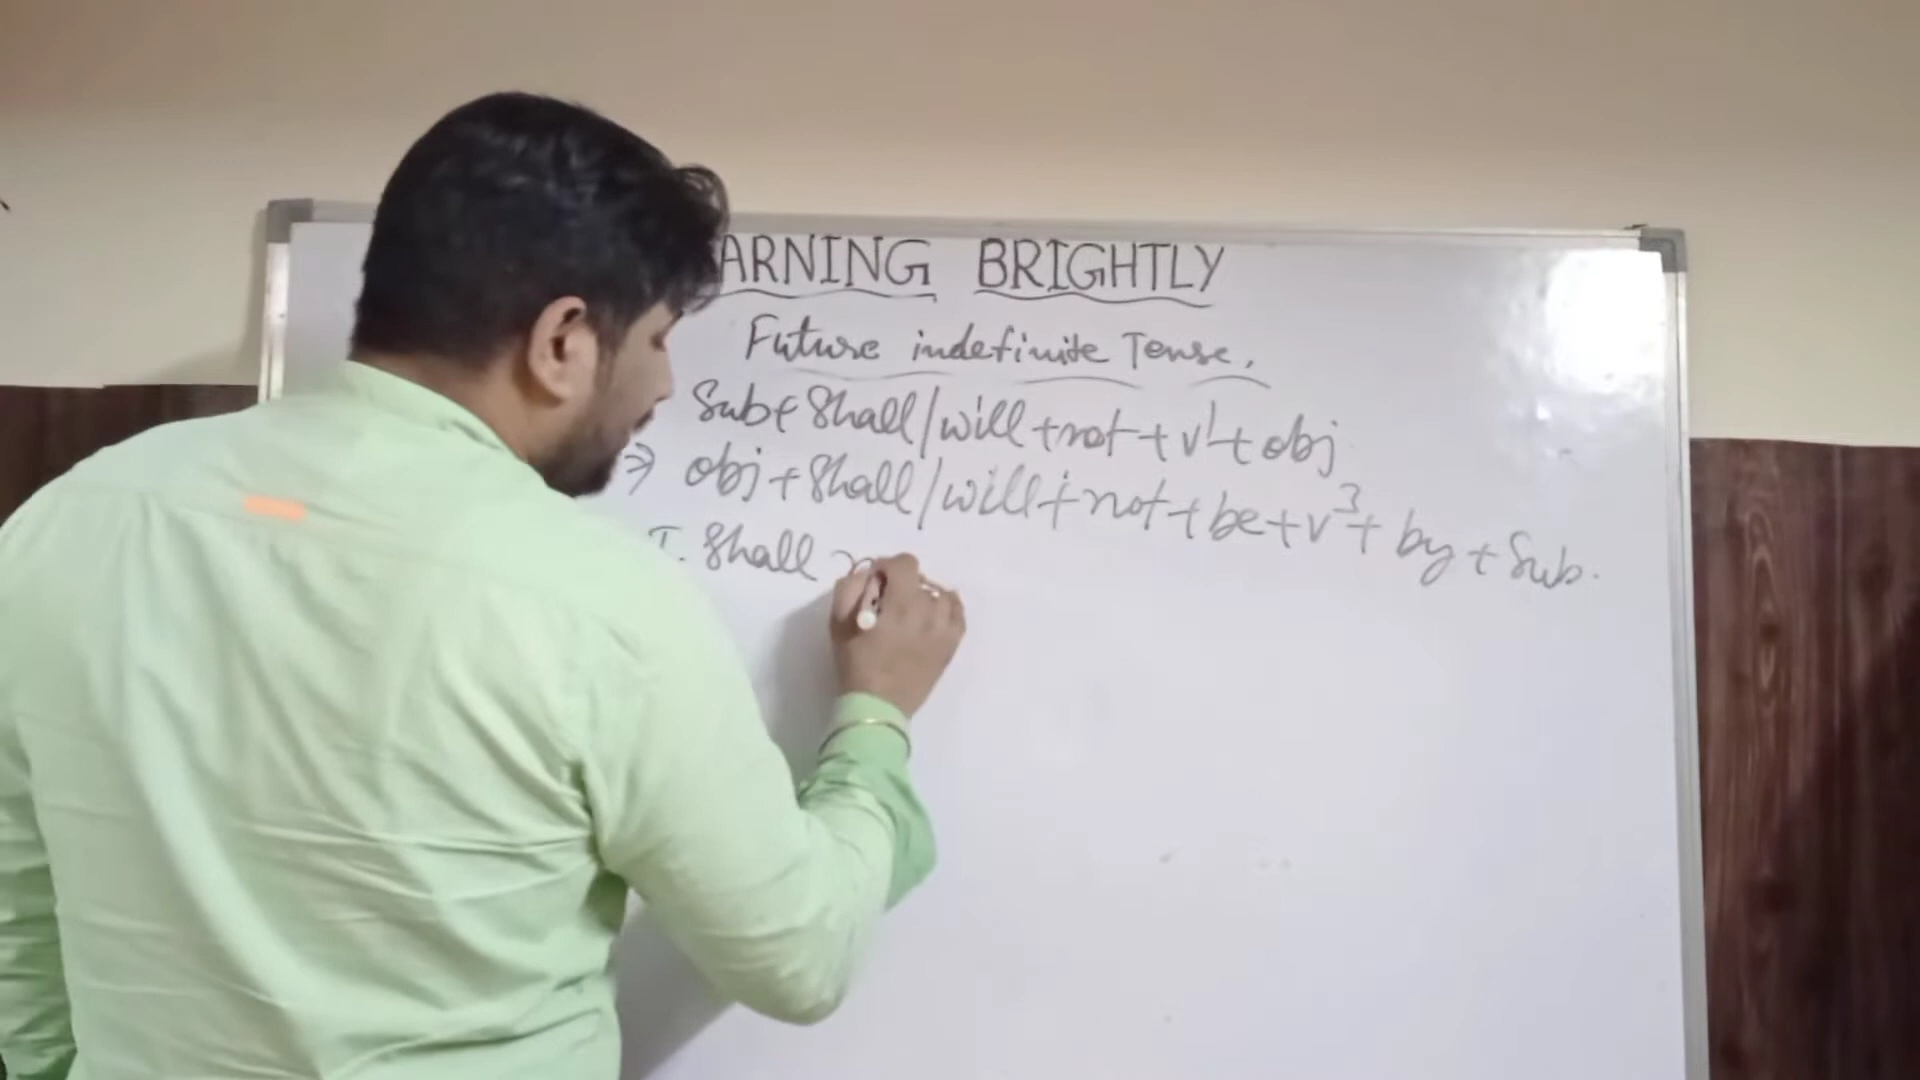 ARNING BRIGHTLY
Future indefinite Tense.
Sub+Shall/will+not+v¹+obj
⇒ obj+Shall/will+not+be+v³+by+Sub.
I. Shall